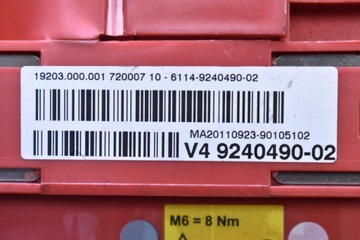 19203.000.001 720007 10 - 6114-9240490-02
MA20110923-90105102
V4 9240490-02
M6 = 8 Nm